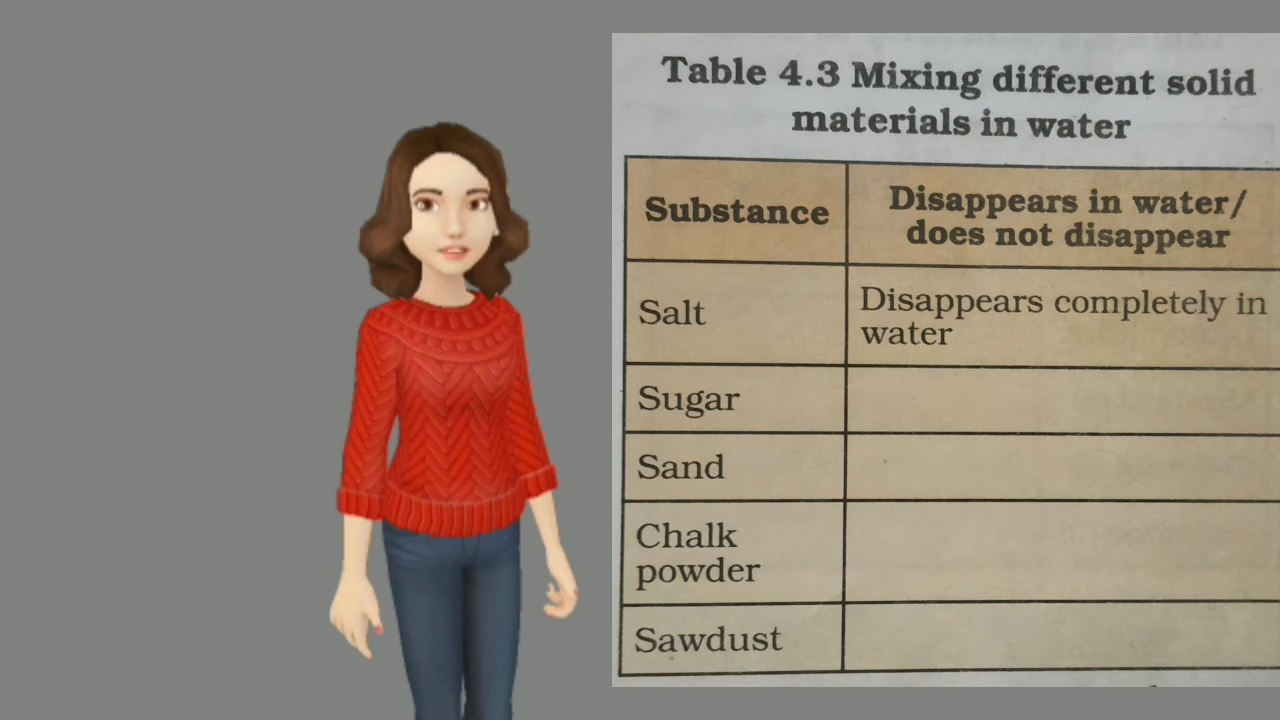 Table 4.3 Mixing different solid
materials in water
Substance
Disappears in water/
does not disappear
Salt
Disappears completely in
water
Sugar
Sand
Chalk
powder
Sawdust